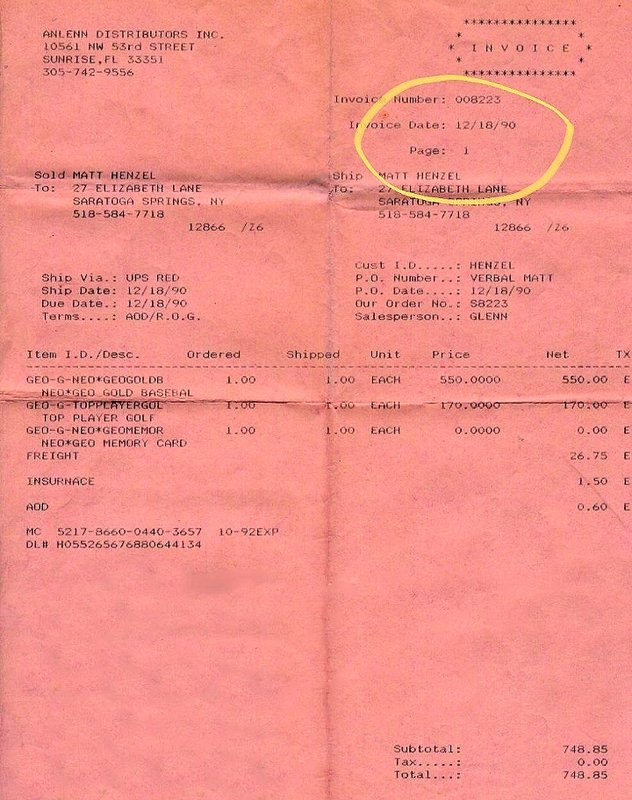 ANLENN DISTRIBUTORS INC.
10561 NW 53rd STREET
SUNRISE,FL 33351
305-742-9556
***************
* *
* I N V O I C E *
* *
***************
Invoice Number: 008223
Invoice Date: 12/18/90
Page: 1
Sold MATT HENZEL
To: 27 ELIZABETH LANE
SARATOGA SPRINGS, NY
518-584-7718
12866 /Z6
Ship MATT HENZEL
To: 27 ELIZABETH LANE
SARATOGA SPRINGS, NY
518-584-7718
12866 /Z6
Ship Via.: UPS RED
Ship Date: 12/18/90
Due Date.: 12/18/90
Terms....: AOD/R.O.G.
Cust I.D.....: HENZEL
P.O. Number..: VERBAL MATT
P.O. Date....: 12/18/90
Our Order No.: S8223
Salesperson..: GLENN
Item I.D./Desc. Ordered Shipped Unit Price Net TX
GEO-G-NEO*GEOGOLDB 1.00 1.00 EACH 550.0000 550.00 E
NEO*GEO GOLD BASEBAL
GEO-G-TOPPLAYERGOL 1.00 1.00 EACH 170.0000 170.00 E
TOP PLAYER GOLF
GEO-G-NEO*GEOMEMOR 1.00 1.00 EACH 0.0000 0.00 E
NEO*GEO MEMORY CARD
FREIGHT 26.75 E
INSURNACE 1.50 E
AOD 0.60 E
MC 5217-8660-0440-3657 10-92EXP
DL# H055265676880644134
Subtotal: 748.85
Tax.....: 0.00
Total...: 748.85